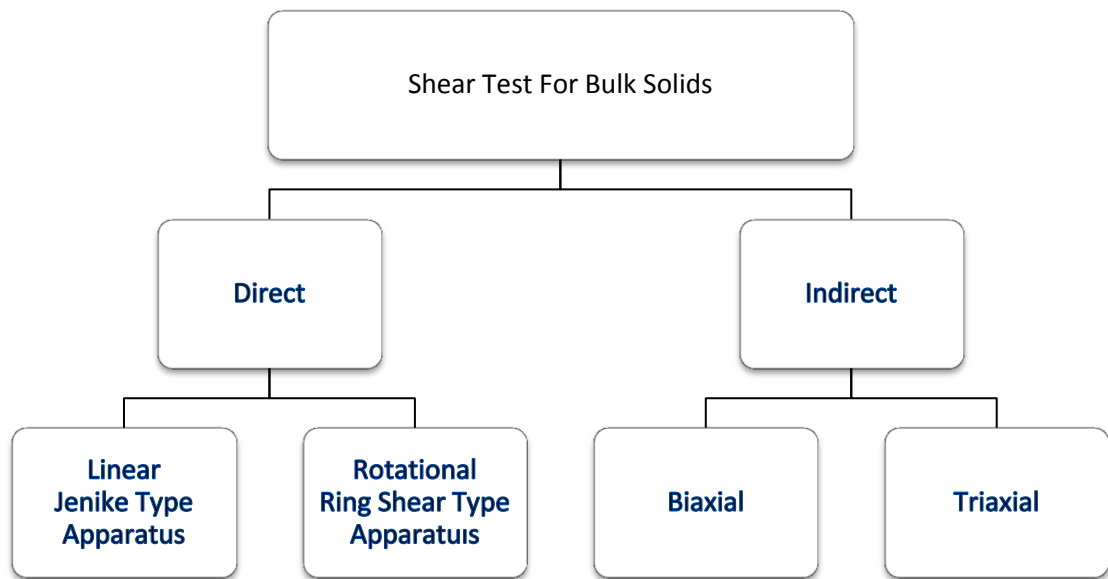 Shear Test For Bulk Solids
Direct
Indirect
Linear
Jenike Type
Apparatus
Rotational
Ring Shear Type
Apparatuıs
Biaxial
Triaxial